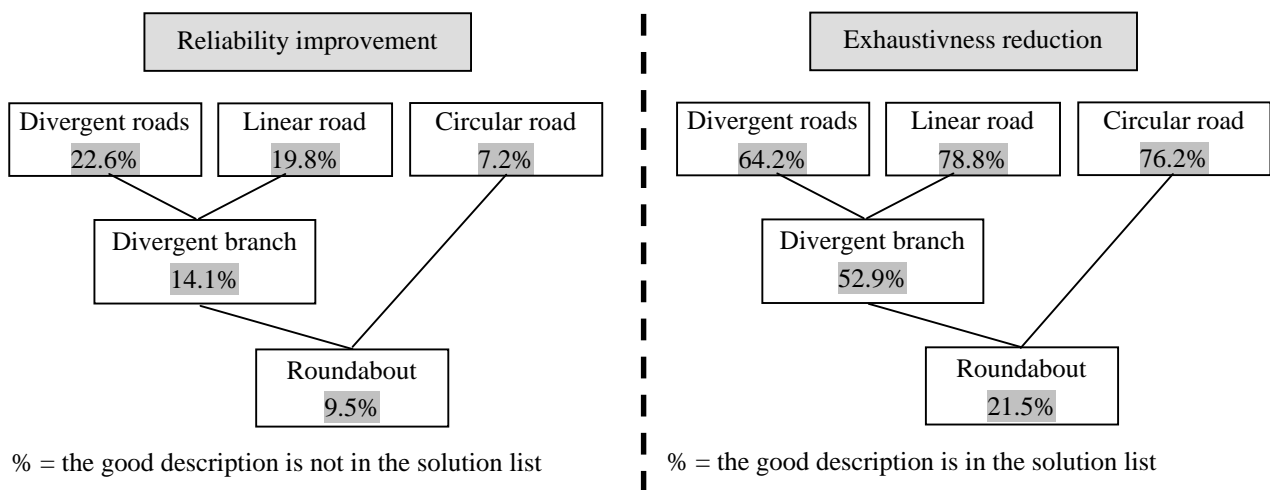 Reliability improvement
Divergent roads
22.6%
Linear road
19.8%
Circular road
7.2%
Divergent branch
14.1%
Roundabout
9.5%
% = the good description is not in the solution list
Exhaustivness reduction
Divergent roads
64.2%
Linear road
78.8%
Circular road
76.2%
Divergent branch
52.9%
Roundabout
21.5%
% = the good description is in the solution list